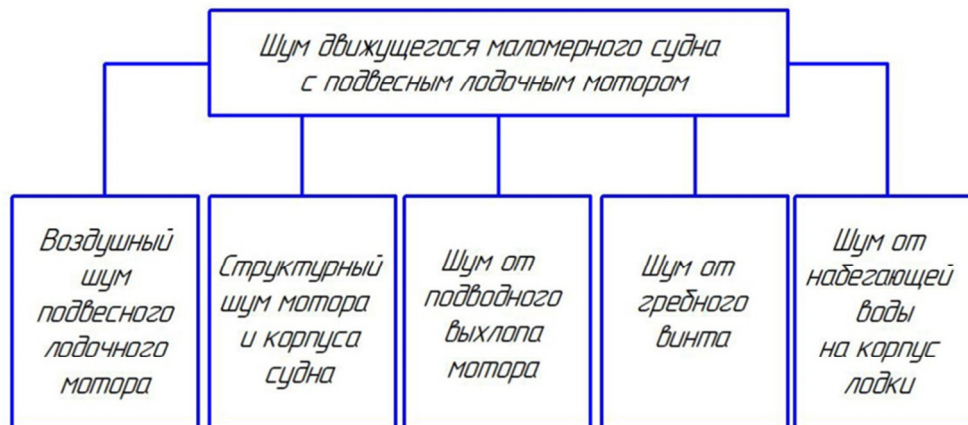 Шум движущегося маломерного судна
с подвесным лодочным мотором
Воздушный
шум
подвесного
лодочного
мотора
Структурный
шум мотора
и корпуса
судна
Шум от
подводного
выхлопа
мотора
Шум от
гребного
винта
Шум от
набегающей
воды
на корпус
лодки